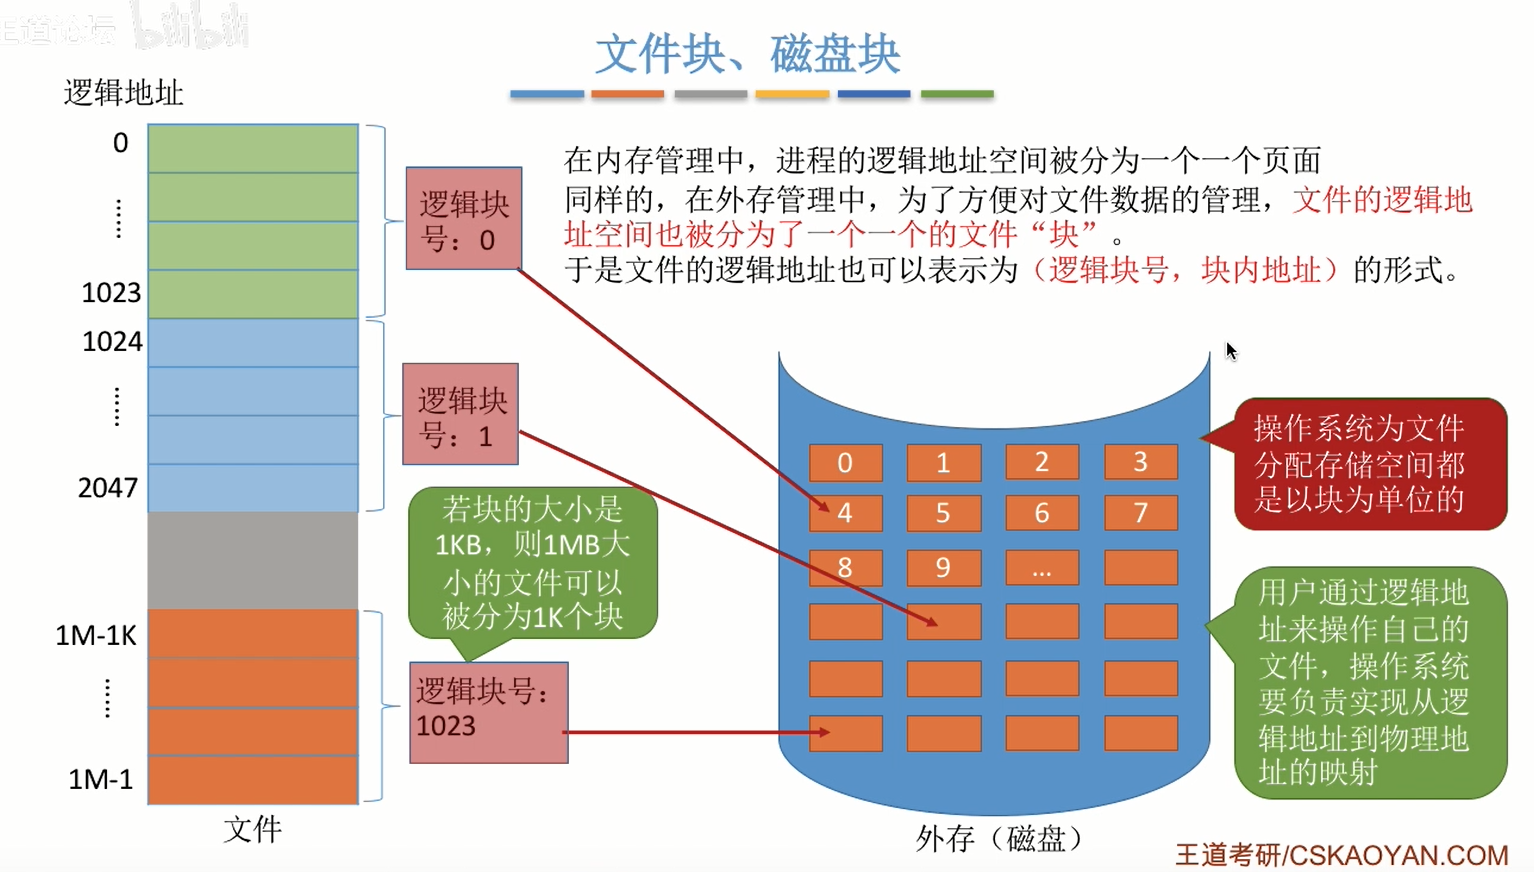 王道论坛 bilibili
文件块、磁盘块
逻辑地址
0
……
1023
1024
……
2047
1M-1K
……
1M-1
文件
逻辑块
号：0
逻辑块
号：1
若块的大小是
1KB，则1MB大
小的文件可以
被分为1K个块
逻辑块号：
1023
在内存管理中，进程的逻辑地址空间被分为一个一个页面
同样的，在外存管理中，为了方便对文件数据的管理，文件的逻辑地
址空间也被分为了一个一个的文件“块”。
于是文件的逻辑地址也可以表示为（逻辑块号，块内地址）的形式。
0 1 2 3
4 5 6 7
8 9 ...
外存（磁盘）
操作系统为文件
分配存储空间都
是以块为单位的
用户通过逻辑地
址来操作自己的
文件，操作系统
要负责实现从逻
辑地址到物理地
址的映射
王道考研/CSKAOYAN.COM